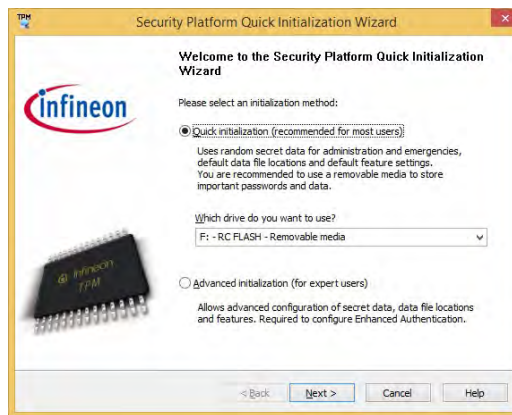 TPM
Security Platform Quick Initialization Wizard
x
Infineon
Welcome to the Security Platform Quick Initialization
Wizard
Please select an initialization method:
Quick initialization (recommended for most users)
Uses random secret data for administration and emergencies,
default data file locations and default feature settings.
You are recommended to use a removable media to store
important passwords and data.
Which drive do you want to use?
F: - RC FLASH - Removable media
Infineon
TPM
Advanced initialization (for expert users)
Allows advanced configuration of secret data, data file locations
and features. Required to configure Enhanced Authentication.
< Back
Next >
Cancel
Help